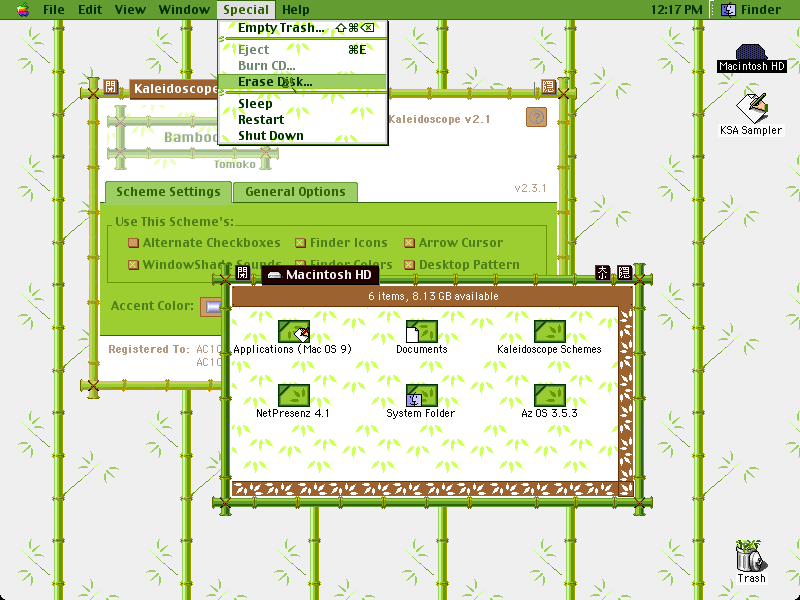 File Edit View Window Special Help 12:17 PM Finder
Empty Trash... ⇧⌘⌫
Eject ⌘E
Burn CD...
Erase Disk...
Sleep
Restart
Shut Down
Macintosh HD
KSA Sampler
開 Kaleidoscope 隠
Kaleidoscope v2.1
Bamboo
Tomoko
Scheme Settings General Options v2.3.1
Use This Scheme's:
Alternate Checkboxes Finder Icons Arrow Cursor
WindowShade Sounds Finder Colors Desktop Pattern
Accent Color:
Registered To: AC1
AC1
開 Macintosh HD 隠
6 items, 8.13 GB available
Applications (Mac OS 9) Documents Kaleidoscope Schemes
NetPresenz 4.1 System Folder Az OS 3.5.3
Trash